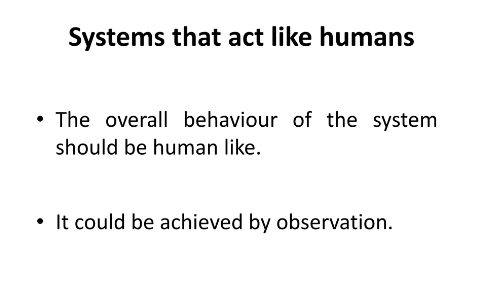 Systems that act like humans
• The overall behaviour of the system
should be human like.
• It could be achieved by observation.